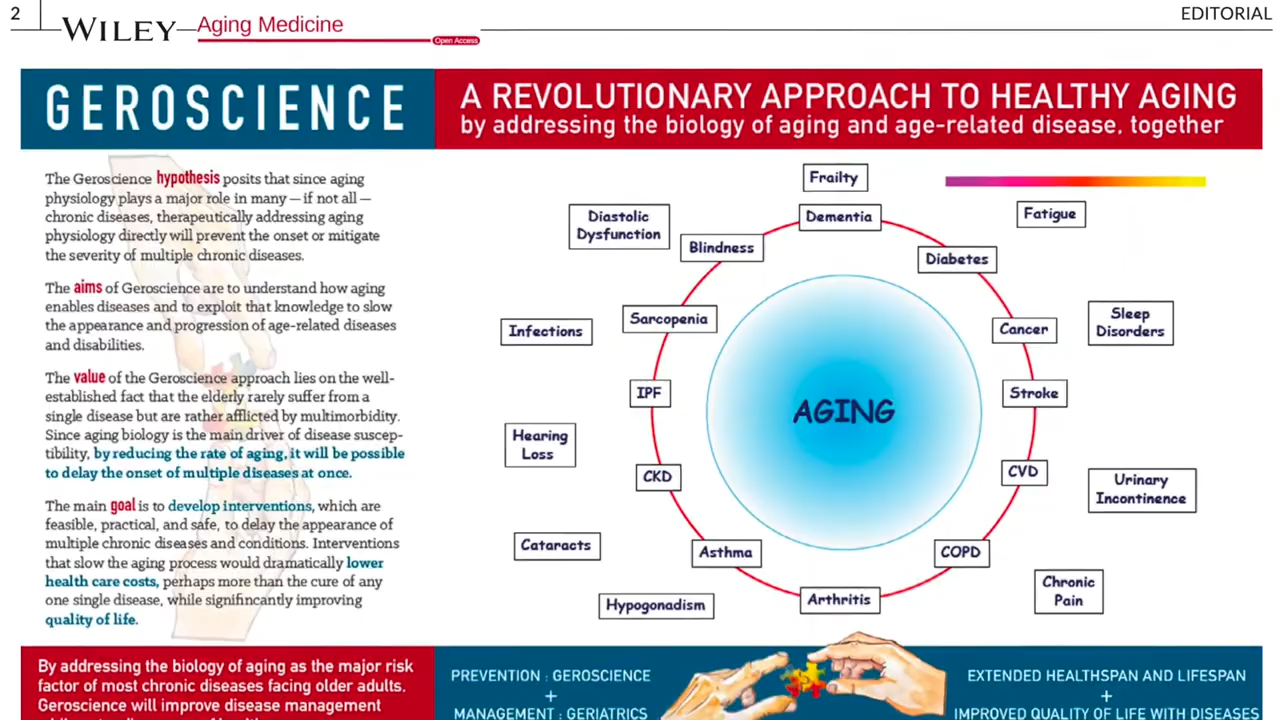 2
WILEY
Aging Medicine
Open Access
EDITORIAL
GEROSCIENCE
A REVOLUTIONARY APPROACH TO HEALTHY AGING
by addressing the biology of aging and age-related disease, together
The Geroscience hypothesis posits that since aging
physiology plays a major role in many — if not all —
chronic diseases, therapeutically addressing aging
physiology directly will prevent the onset or mitigate
the severity of multiple chronic diseases.
The aims of Geroscience are to understand how aging
enables diseases and to exploit that knowledge to slow
the appearance and progression of age-related diseases
and disabilities.
The value of the Geroscience approach lies on the well-
established fact that the elderly rarely suffer from a
single disease but are rather afflicted by multimorbidity.
Since aging biology is the main driver of disease suscep-
tibility, by reducing the rate of aging, it will be possible
to delay the onset of multiple diseases at once.
The main goal is to develop interventions, which are
feasible, practical, and safe, to delay the appearance of
multiple chronic diseases and conditions. Interventions
that slow the aging process would dramatically lower
health care costs, perhaps more than the cure of any
one single disease, while signifincantly improving
quality of life.
Frailty
Dementia
Diastolic
Dysfunction
Blindness
Fatigue
Diabetes
Sarcopenia
Infections
Cancer
Sleep
Disorders
IPF
Stroke
AGING
Hearing
Loss
CKD
CVD
Urinary
Incontinence
Cataracts
Asthma
COPD
Hypogonadism
Arthritis
Chronic
Pain
By addressing the biology of aging as the major risk
factor of most chronic diseases facing older adults,
Geroscience will improve disease management
PREVENTION : GEROSCIENCE
+
MANAGEMENT : GERIATRICS
EXTENDED HEALTHSPAN AND LIFESPAN
+
IMPROVED QUALITY OF LIFE WITH DISEASES